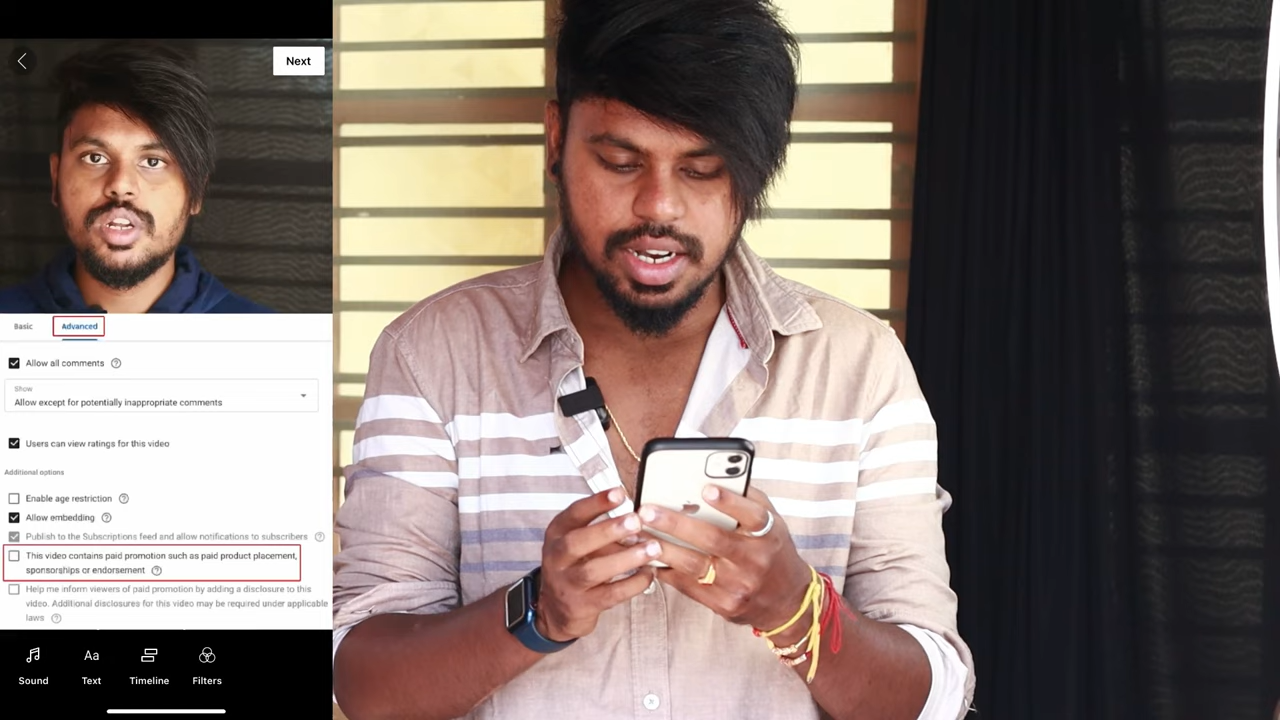 Next
Basic
Advanced
Allow all comments
Show
Allow except for potentially inappropriate comments
Users can view ratings for this video
Additional options
Enable age restriction
Allow embedding
Publish to the Subscriptions feed and allow notifications to subscribers
This video contains paid promotion such as paid product placement,
sponsorships or endorsement
Help me inform viewers of paid promotion by adding a disclosure to this
video. Additional disclosures for this video may be required under applicable
laws
Sound
Aa
Text
Timeline
Filters